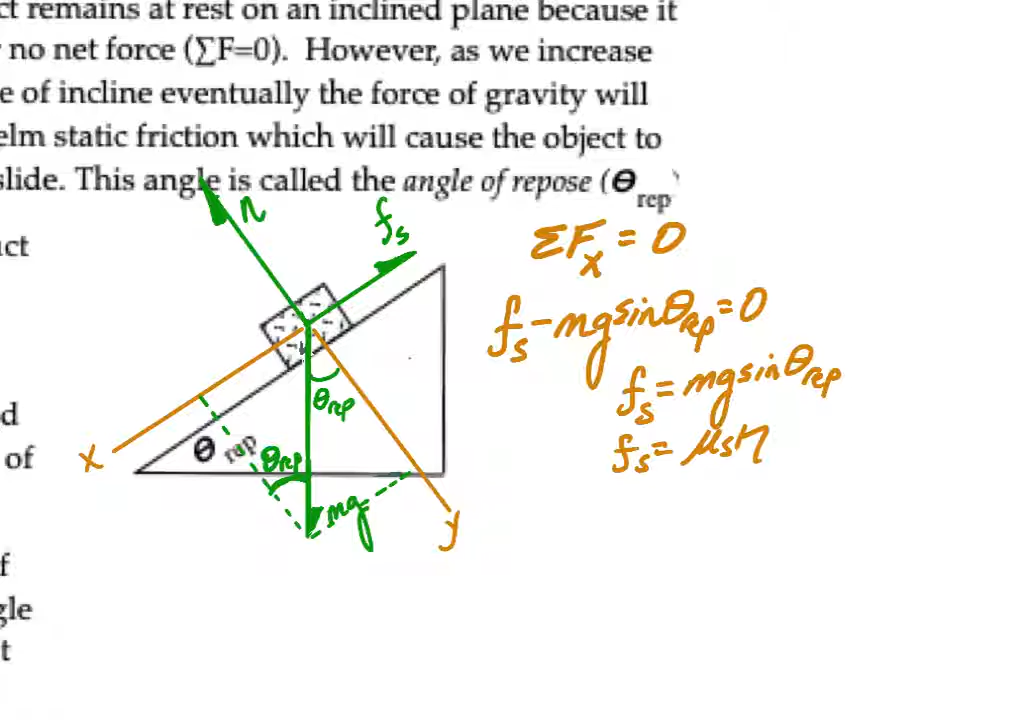 ct remains at rest on an inclined plane because it
no net force (∑F=0). However, as we increase
e of incline eventually the force of gravity will
elm static friction which will cause the object to
slide. This angle is called the angle of repose (θ rep)
n
fs
ct
ΣFx = 0
fs - mg sin θrep = 0
fs = mg sin θrep
θrep
d
fs = μs n
x
θ rep
θrep
of
mg
y
f
gle
t